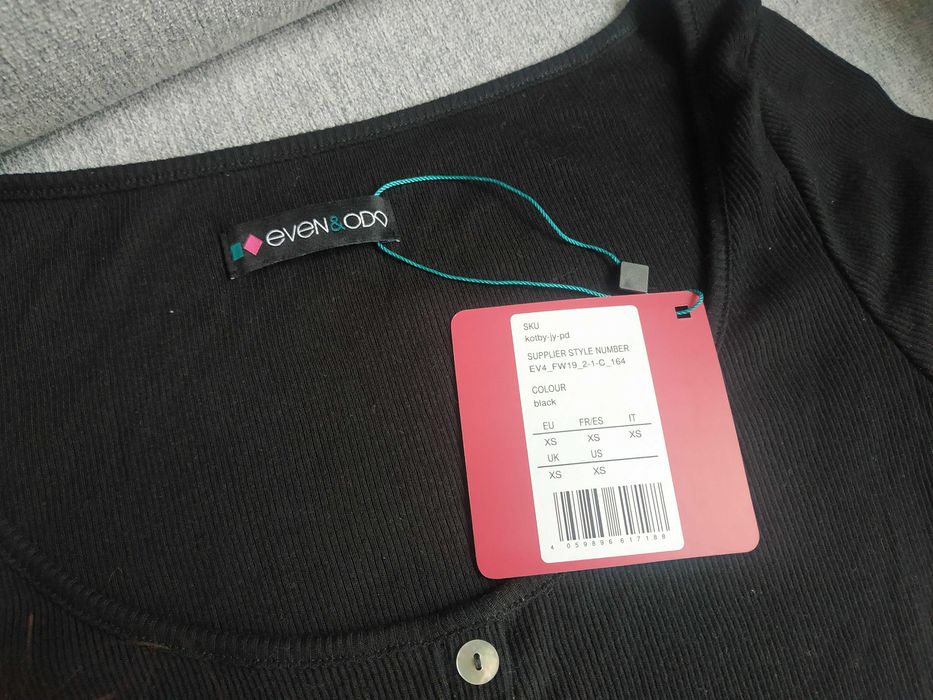 eveN&ODD
SKU
kotby-jy-pd
SUPPLIER STYLE NUMBER
EV4_FW19_2-1-C_164
COLOUR
black
EU FR/ES IT
XS XS XS
UK US
XS XS
4 059896 617188